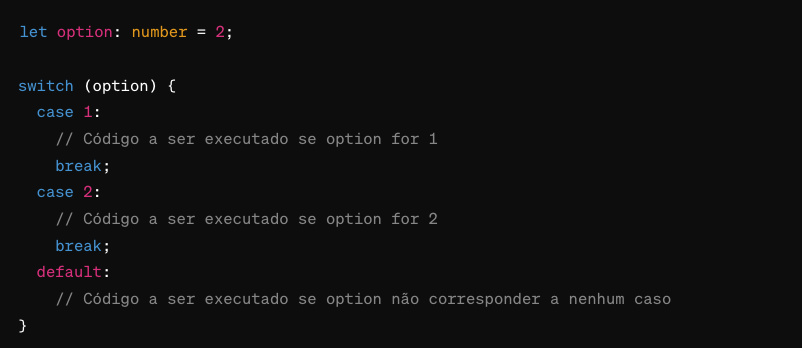 let option: number = 2;
switch (option) {
case 1:
// Código a ser executado se option for 1
break;
case 2:
// Código a ser executado se option for 2
break;
default:
// Código a ser executado se option não corresponder a nenhum caso
}